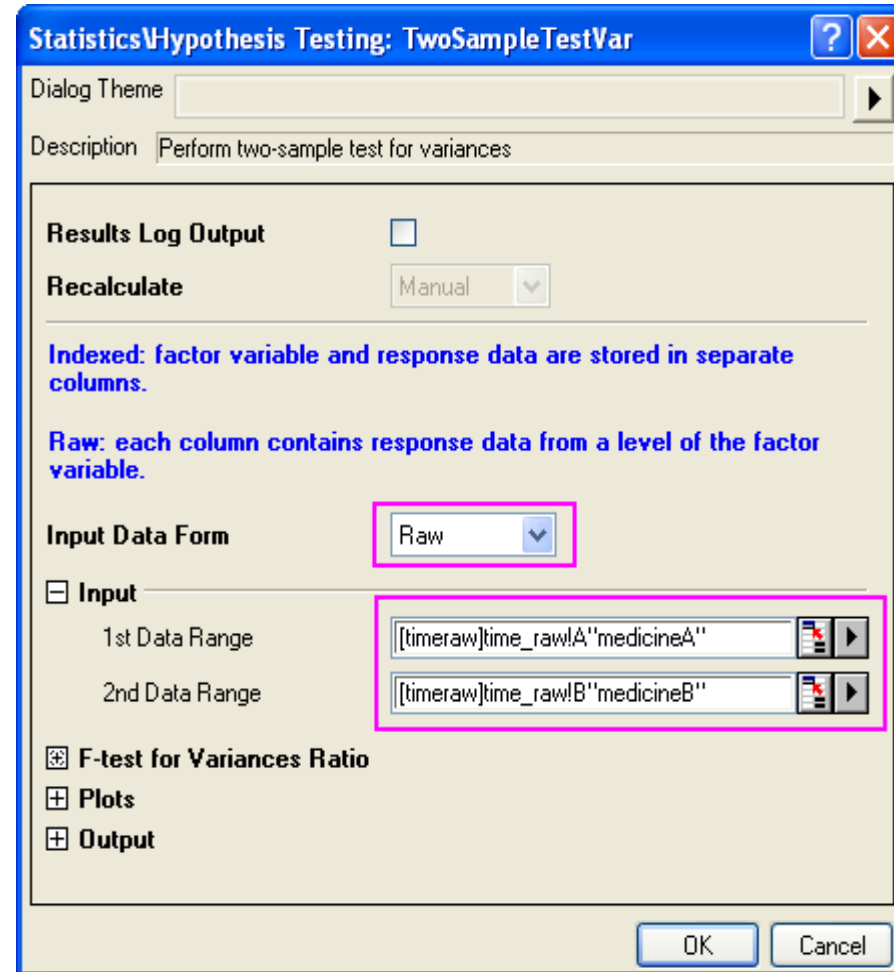 Statistics\Hypothesis Testing: TwoSampleTestVar
Dialog Theme
Description Perform two-sample test for variances
Results Log Output
Recalculate Manual
Indexed: factor variable and response data are stored in separate
columns.
Raw: each column contains response data from a level of the factor
variable.
Input Data Form Raw
Input
1st Data Range [timeraw]time_raw!A"medicineA"
2nd Data Range [timeraw]time_raw!B"medicineB"
F-test for Variances Ratio
Plots
Output
OK Cancel